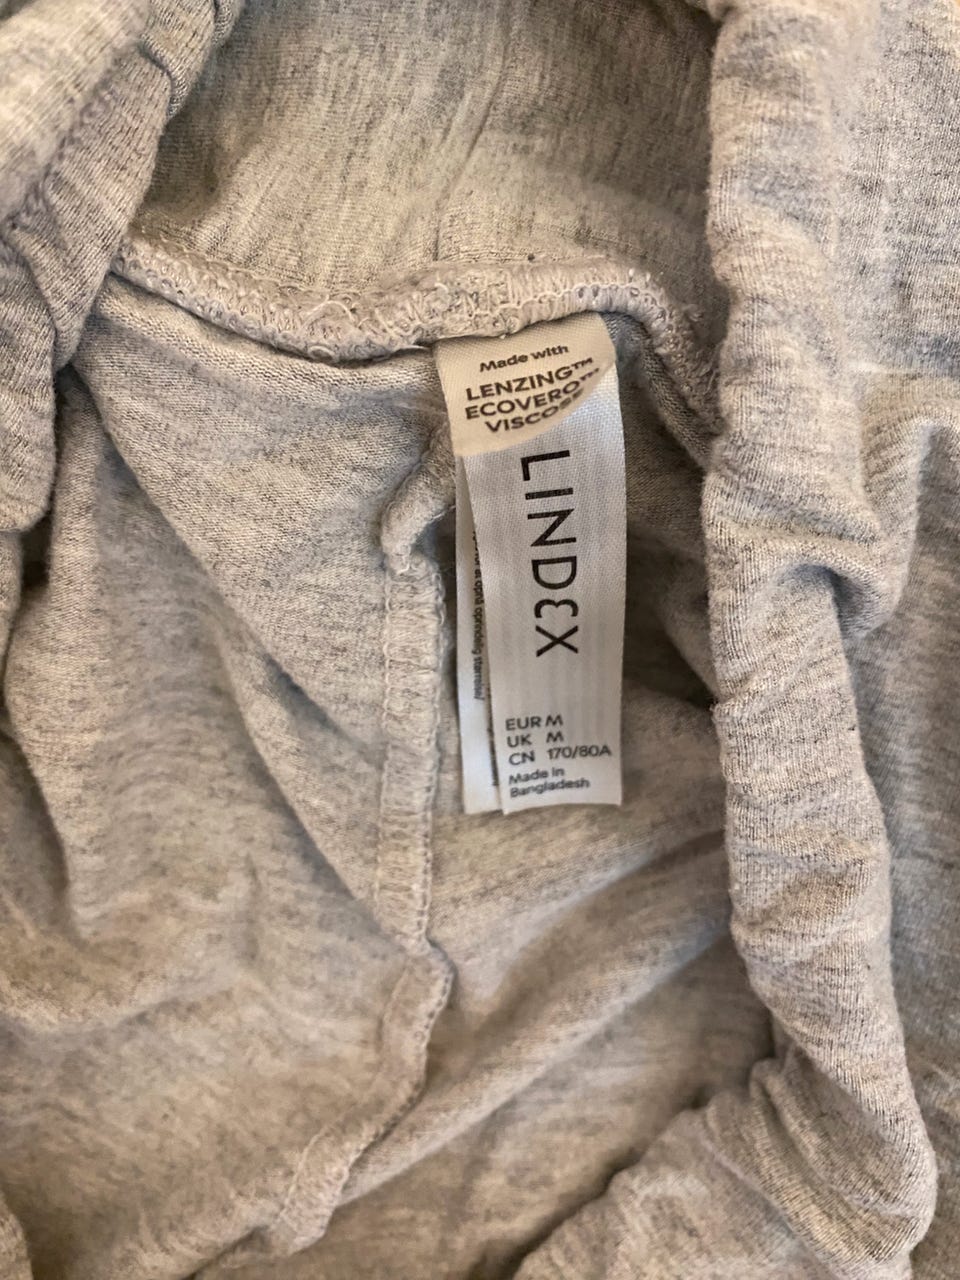 Made with
LENZING™
ECOVERO™
VISCOSE
LINDEX
EUR M
UK M
CN 170/80A
Made in
Bangladesh